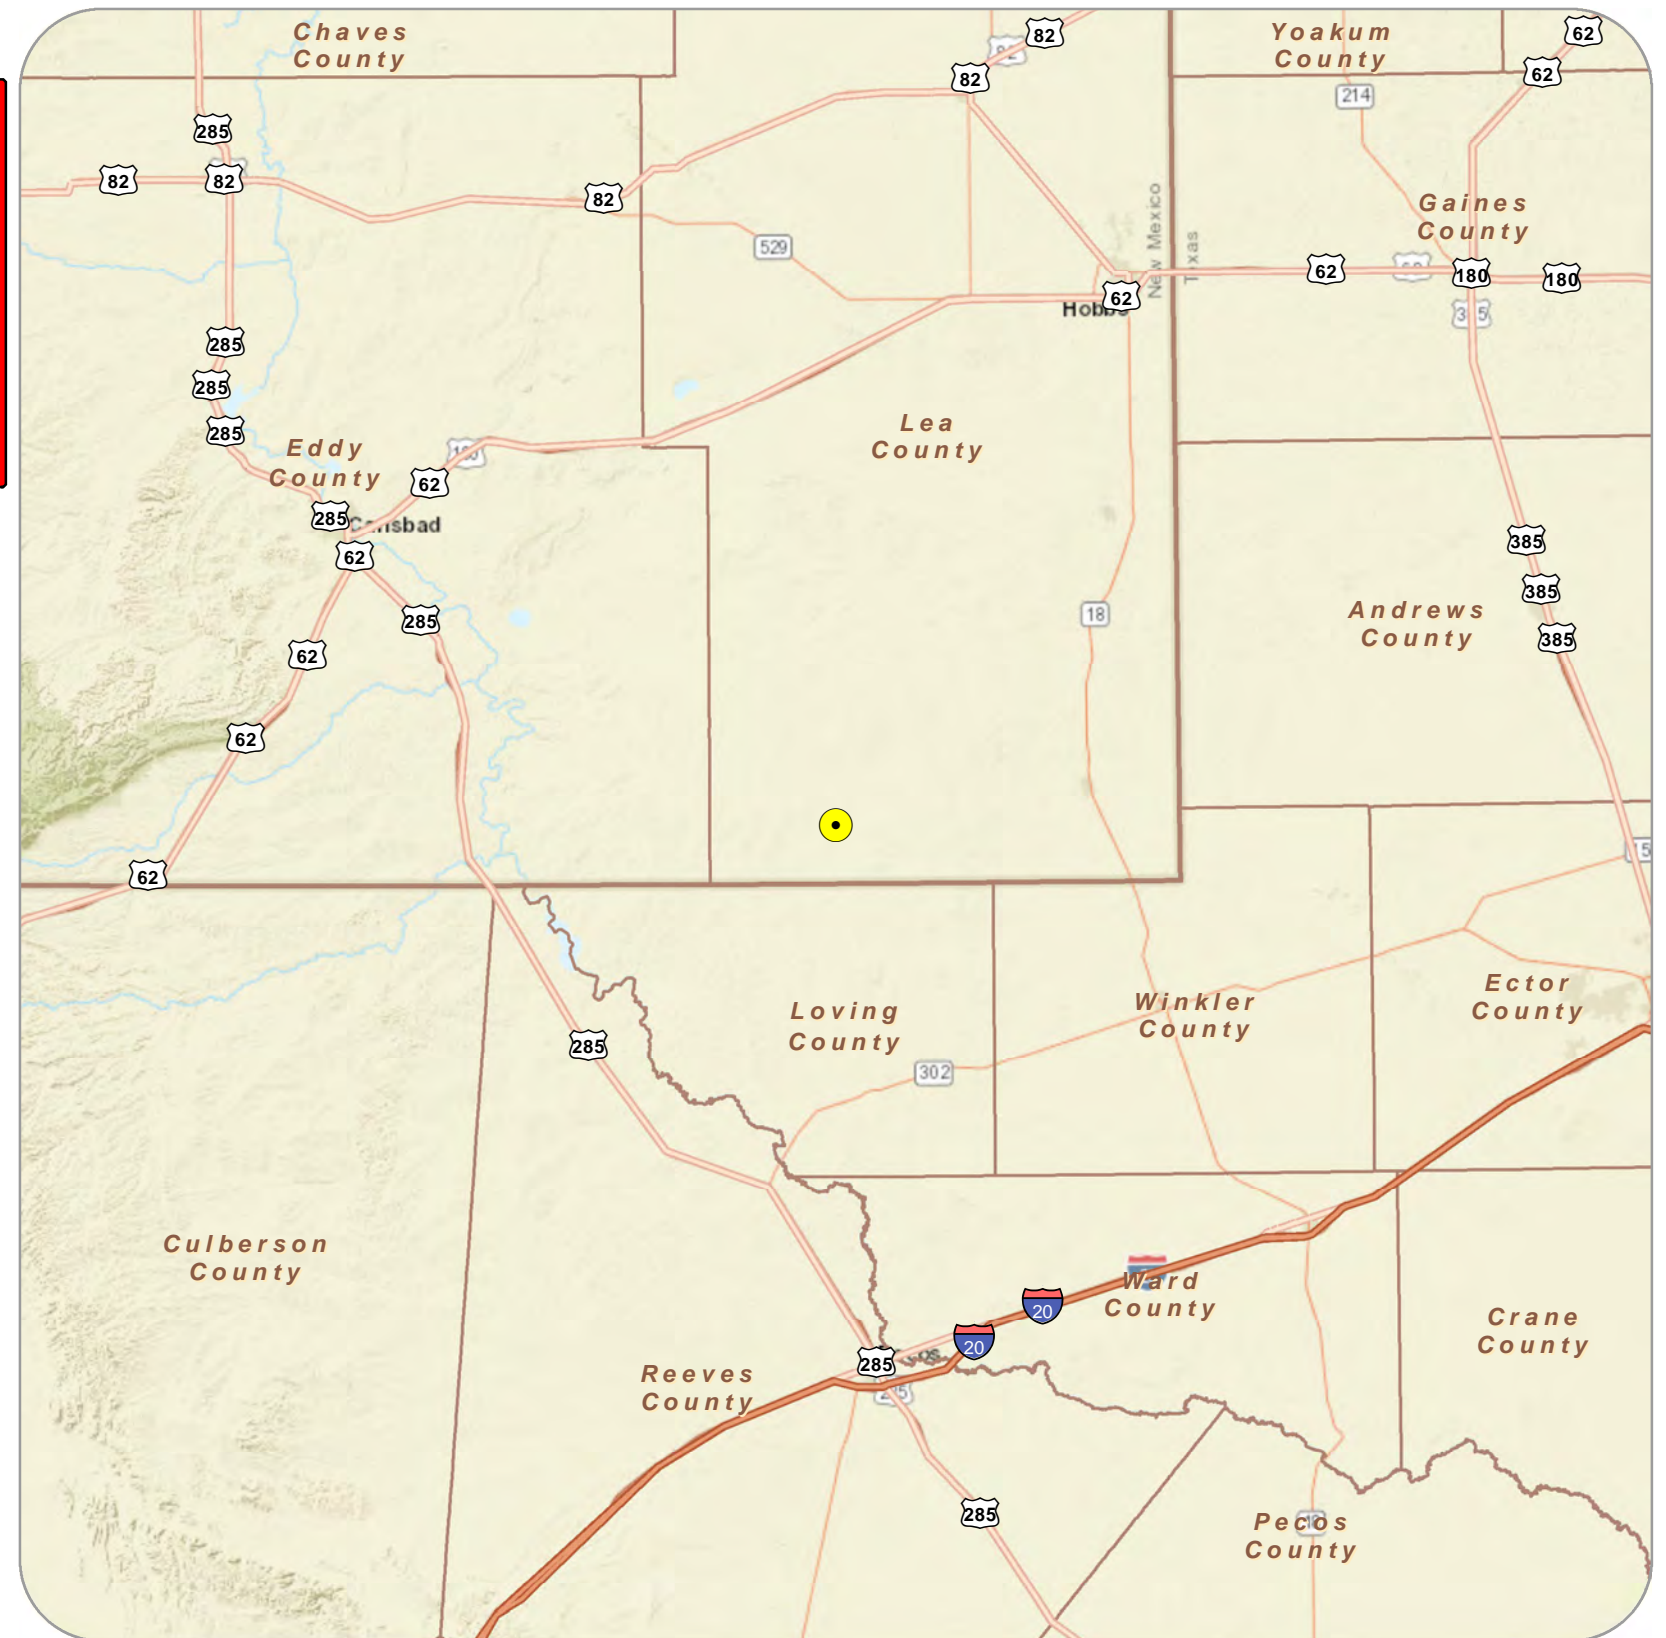 Chaves
County
82
Yoakum
County
62
82
62
214
285
82
82
82
New Mexico
Texas
Gaines
County
529
62
180
180
62
Hobbs
285
285
285
Lea
County
Eddy
County
62
285
Carlsbad
62
385
385
385
Andrews
County
18
285
62
62
62
Loving
County
Winkler
County
Ector
County
285
302
Culberson
County
Ward
County
20
20
285
Crane
County
Reeves
County
285
Pecos
County